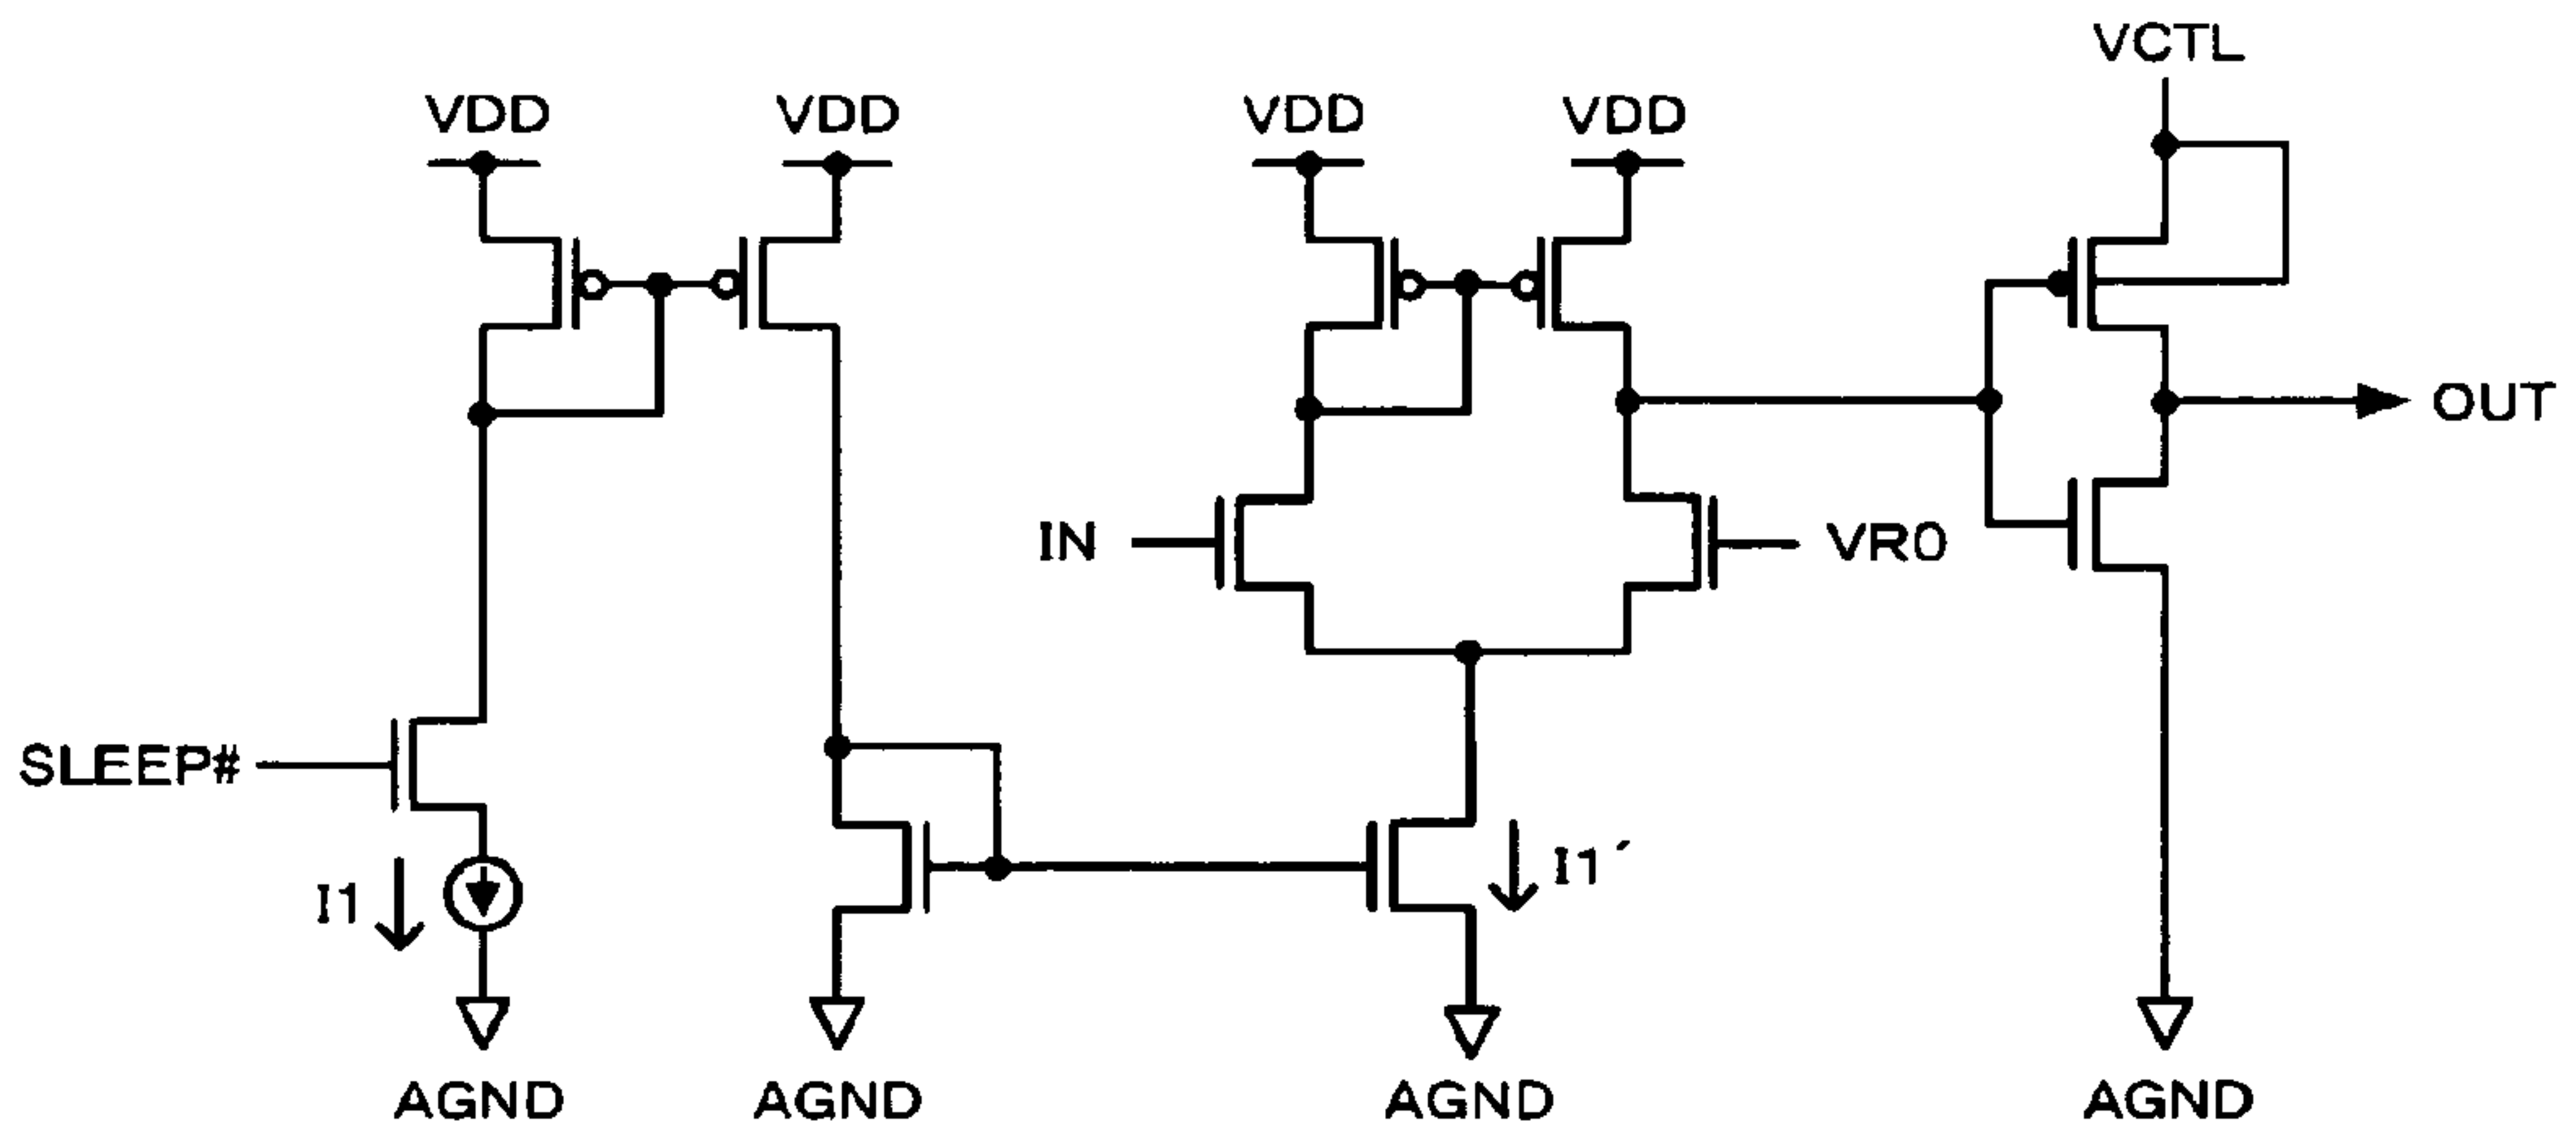 VCTL
VDD VDD VDD VDD
OUT
IN VR0
SLEEP#
I1 I1´
AGND AGND AGND AGND